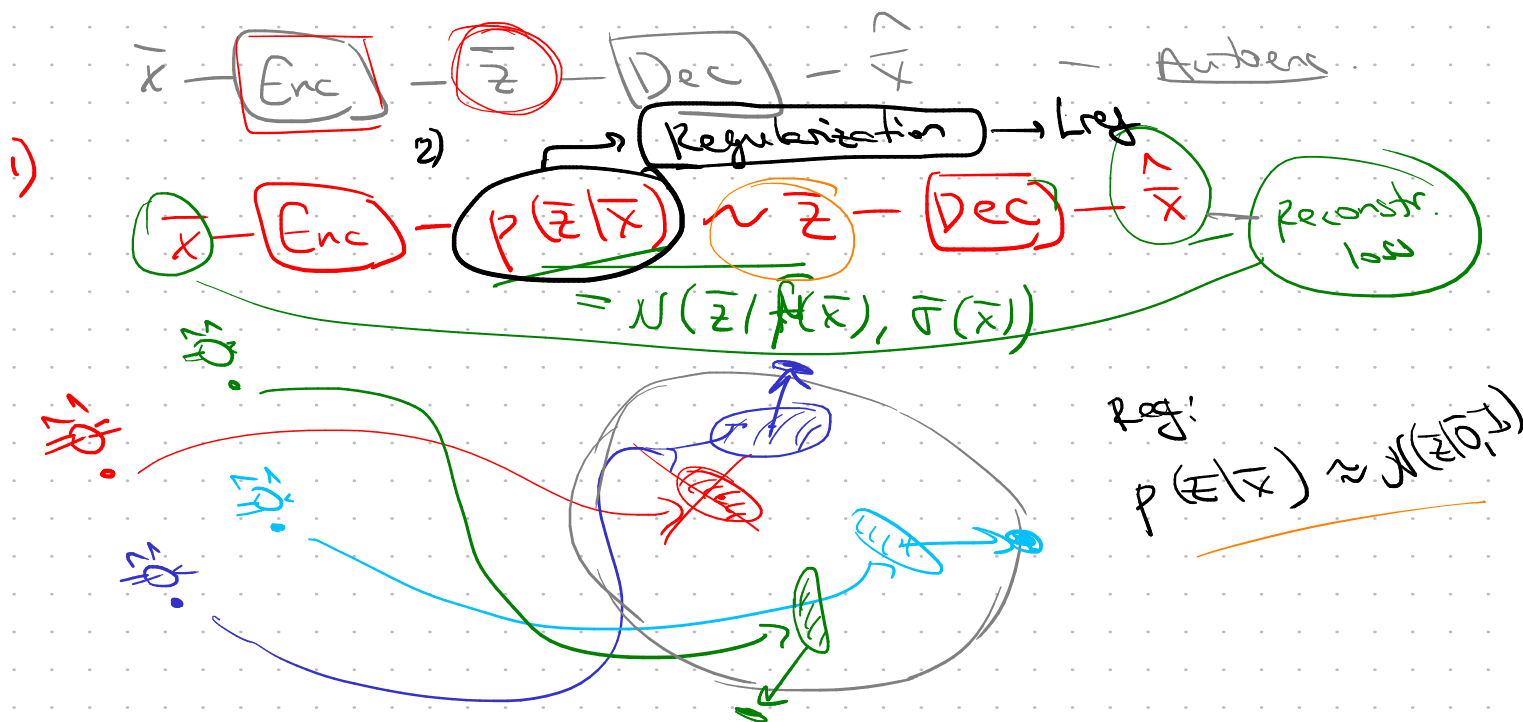 x̄ — Enc — z̄ — Dec — x̂ — Autoenc.
2) Regularization → Lreg
1)
x̄ — Enc — p(z̄|x̄) ~ z̄ — Dec — x̄̂ — Reconstr. loss
= N(z̄ | μ̄(x̄), σ̄(x̄))
Reg:
p(z̄|x̄) ≈ N(z̄|0̄, I)